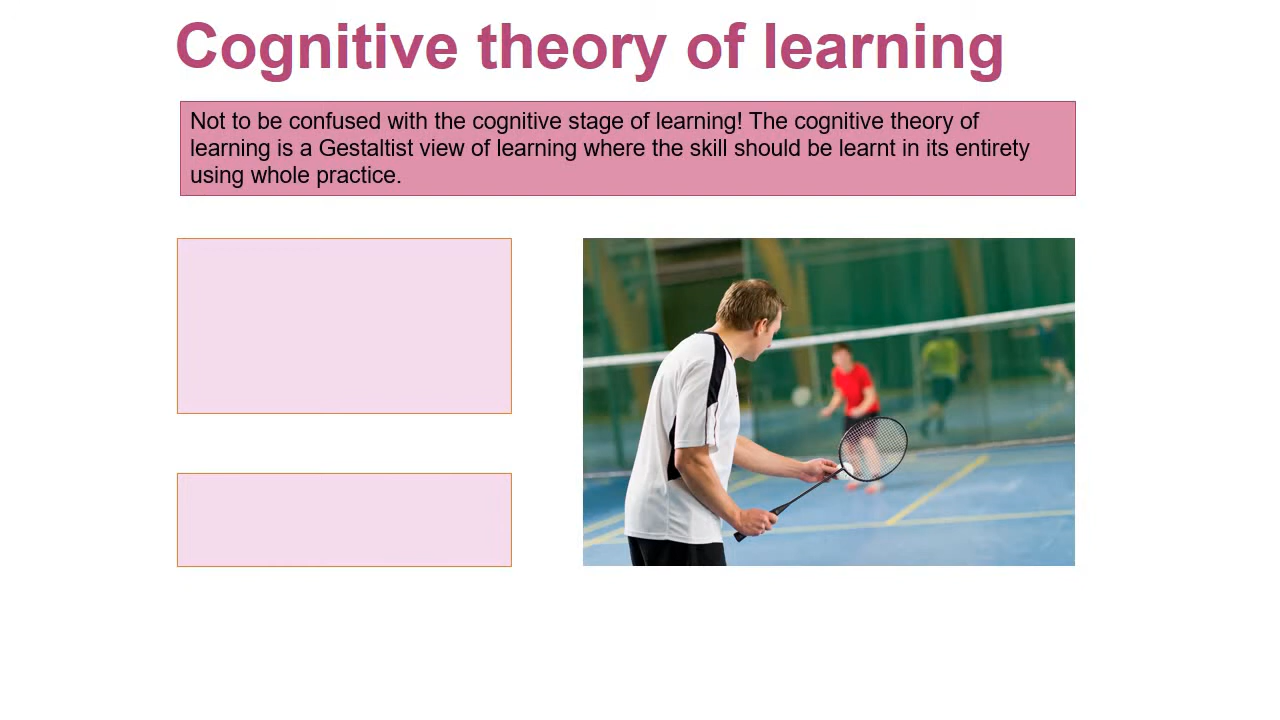 Cognitive theory of learning
Not to be confused with the cognitive stage of learning! The cognitive theory of
learning is a Gestaltist view of learning where the skill should be learnt in its entirety
using whole practice.